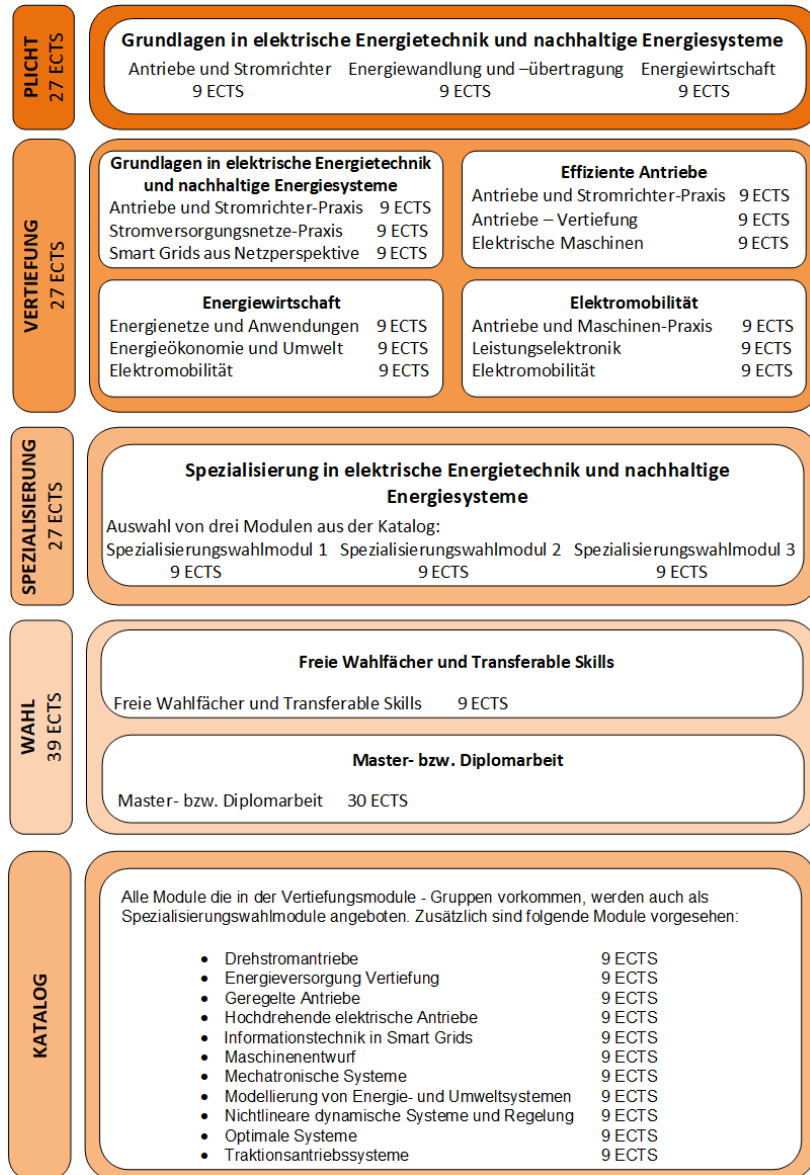 PLICHT
27 ECTS
Grundlagen in elektrische Energietechnik und nachhaltige Energiesysteme
Antriebe und Stromrichter Energiewandlung und –übertragung Energiewirtschaft
9 ECTS 9 ECTS 9 ECTS
VERTIEFUNG
27 ECTS
Grundlagen in elektrische Energietechnik
und nachhaltige Energiesysteme
Antriebe und Stromrichter-Praxis 9 ECTS
Stromversorgungsnetze-Praxis 9 ECTS
Smart Grids aus Netzperspektive 9 ECTS
Effiziente Antriebe
Antriebe und Stromrichter-Praxis 9 ECTS
Antriebe – Vertiefung 9 ECTS
Elektrische Maschinen 9 ECTS
Energiewirtschaft
Energienetze und Anwendungen 9 ECTS
Energieökonomie und Umwelt 9 ECTS
Elektromobilität 9 ECTS
Elektromobilität
Antriebe und Maschinen-Praxis 9 ECTS
Leistungselektronik 9 ECTS
Elektromobilität 9 ECTS
SPEZIALISIERUNG
27 ECTS
Spezialisierung in elektrische Energietechnik und nachhaltige
Energiesysteme
Auswahl von drei Modulen aus der Katalog:
Spezialisierungswahlmodul 1 Spezialisierungswahlmodul 2 Spezialisierungswahlmodul 3
9 ECTS 9 ECTS 9 ECTS
WAHL
39 ECTS
Freie Wahlfächer und Transferable Skills
Freie Wahlfächer und Transferable Skills 9 ECTS
Master- bzw. Diplomarbeit
Master- bzw. Diplomarbeit 30 ECTS
KATALOG
Alle Module die in der Vertiefungsmodule - Gruppen vorkommen, werden auch als
Spezialisierungswahlmodule angeboten. Zusätzlich sind folgende Module vorgesehen:
• Drehstromantriebe 9 ECTS
• Energieversorgung Vertiefung 9 ECTS
• Geregelte Antriebe 9 ECTS
• Hochdrehende elektrische Antriebe 9 ECTS
• Informationstechnik in Smart Grids 9 ECTS
• Maschinenentwurf 9 ECTS
• Mechatronische Systeme 9 ECTS
• Modellierung von Energie- und Umweltsystemen 9 ECTS
• Nichtlineare dynamische Systeme und Regelung 9 ECTS
• Optimale Systeme 9 ECTS
• Traktionsantriebssysteme 9 ECTS